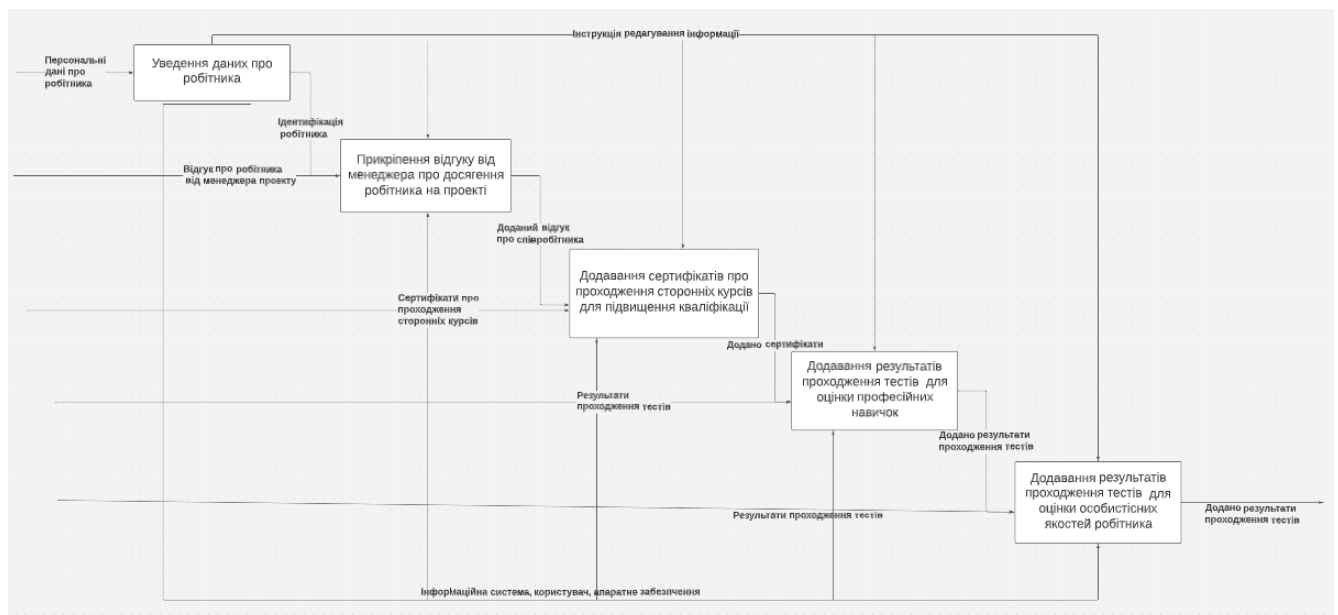 Інструкція редагування інформації
Персональні
дані про
робітника
Уведення даних про
робітника
Ідентифікація
робітника
Відгук про робітника
від менеджера проекту
Прикріпення відгуку від
менеджера про досягення
робітника на проекті
Доданий відгук
про співробітника
Додавання сертифікатів про
проходження сторонніх курсів
для підвищення кваліфікації
Сертифікати про
проходження
сторонніх курсів
Додано сертифікати
Додавання результатів
проходження тестів для
оцінки професійних
навичок
Результати
проходження тестів
Додано результати
проходження тестів
Додавання результатів
проходження тестів для
оцінки особистісних
якостей робітника
Результати проходження тестів
Додано результати
проходження тестів
Інформаційна система, користувач, апаратне забезпчення